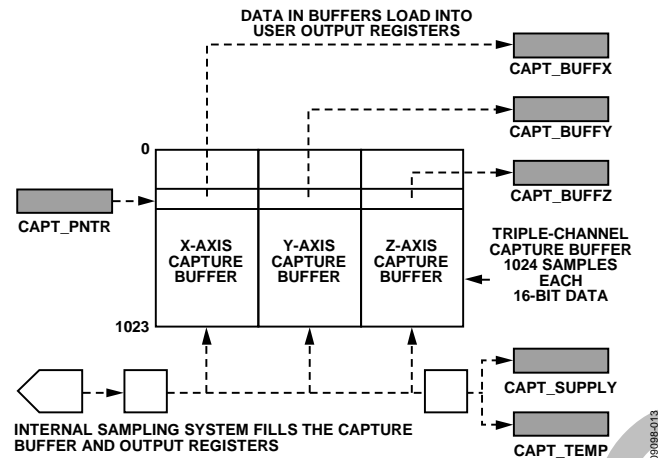 DATA IN BUFFERS LOAD INTO
USER OUTPUT REGISTERS
CAPT_BUFFX
CAPT_BUFFY
CAPT_BUFFZ
0
CAPT_PNTR
X-AXIS
CAPTURE
BUFFER
Y-AXIS
CAPTURE
BUFFER
Z-AXIS
CAPTURE
BUFFER
TRIPLE-CHANNEL
CAPTURE BUFFER
1024 SAMPLES
EACH
16-BIT DATA
1023
CAPT_SUPPLY
CAPT_TEMP
INTERNAL SAMPLING SYSTEM FILLS THE CAPTURE
BUFFER AND OUTPUT REGISTERS
09098-013